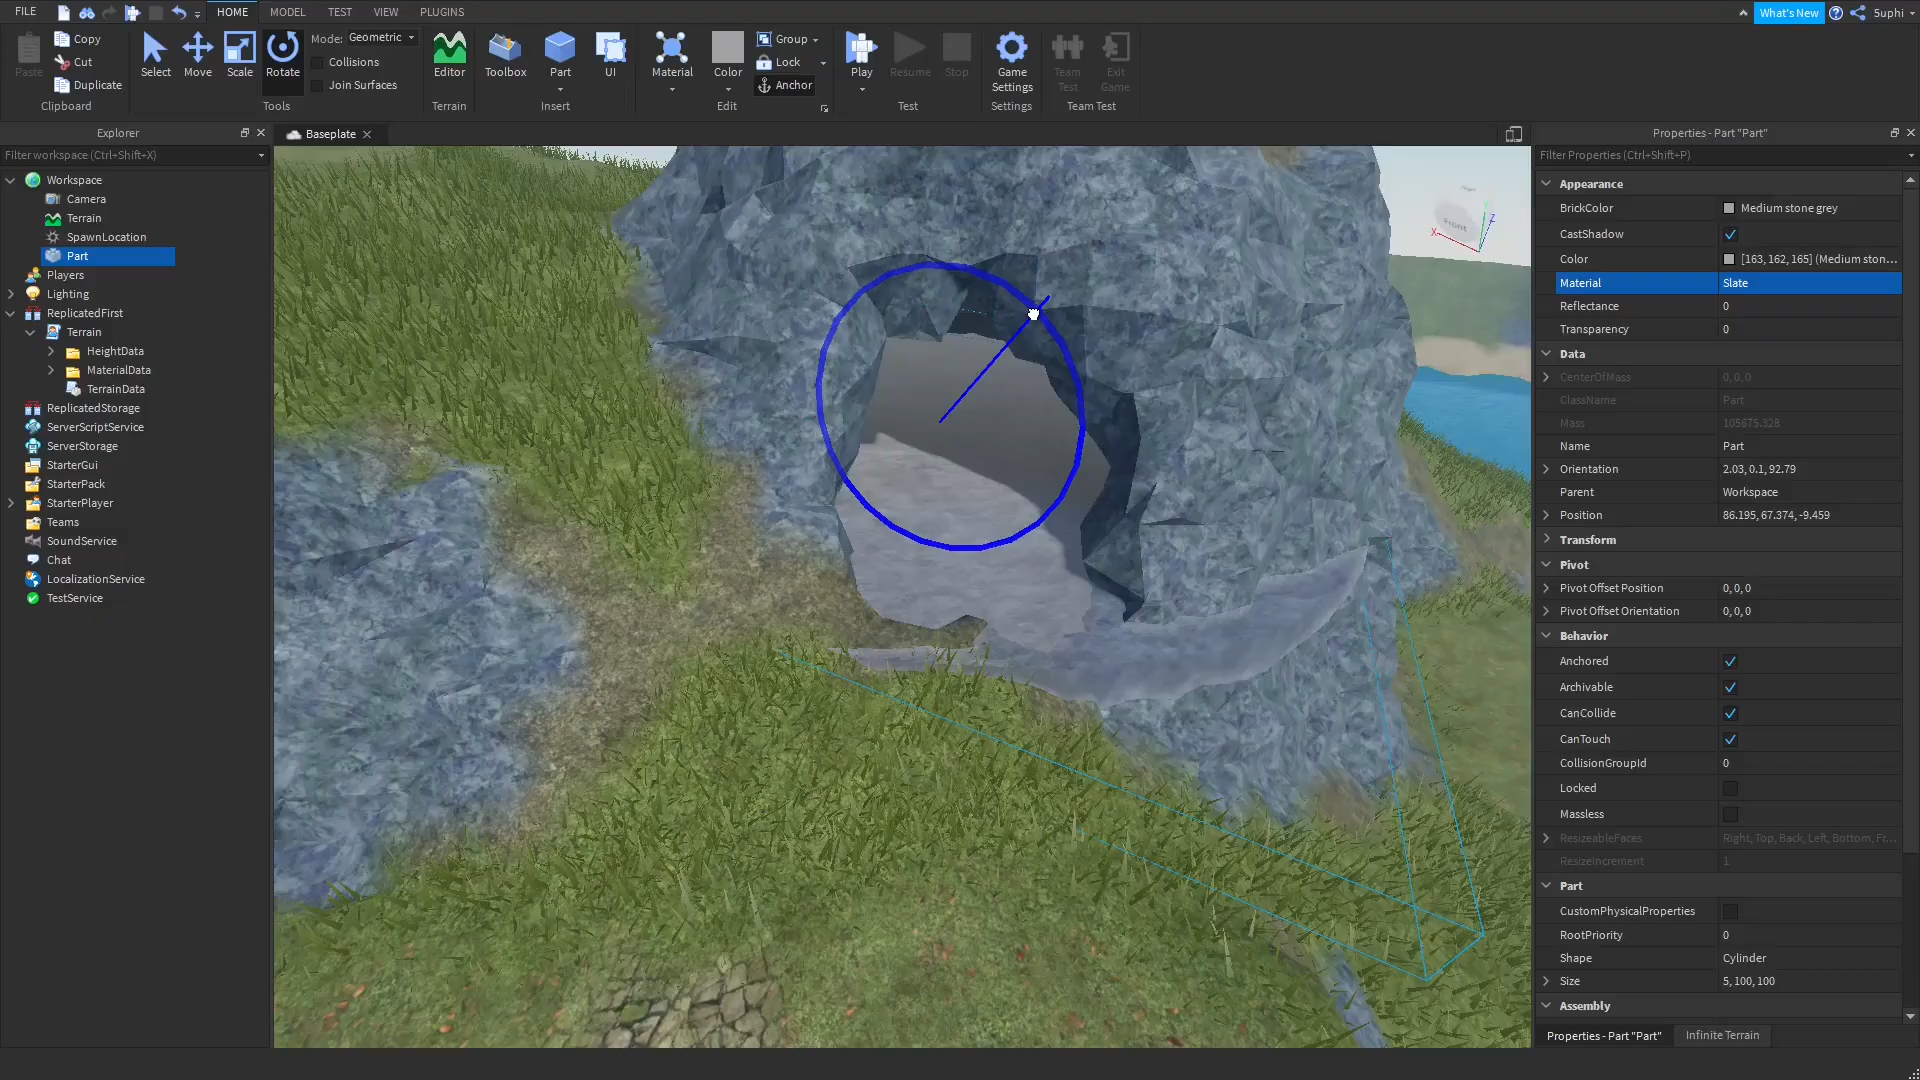 FILE HOME MODEL TEST VIEW PLUGINS What's New 5uphi
Copy
Cut
Duplicate
Paste
Clipboard
Select Move Scale Rotate
Mode: Geometric
Collisions
Join Surfaces
Tools
Editor
Terrain
Toolbox Part UI
Insert
Material Color
Group
Lock
Anchor
Edit
Play Resume Stop
Test
Game
Settings
Settings
Team
Test
Exit
Game
Team Test
Explorer
Filter workspace (Ctrl+Shift+X)
Workspace
Camera
Terrain
SpawnLocation
Part
Players
Lighting
ReplicatedFirst
Terrain
HeightData
MaterialData
TerrainData
ReplicatedStorage
ServerScriptService
ServerStorage
StarterGui
StarterPack
StarterPlayer
Teams
SoundService
Chat
LocalizationService
TestService
Baseplate
Front
X
Y
Z
Properties - Part "Part"
Filter Properties (Ctrl+Shift+P)
Appearance
BrickColor Medium stone grey
CastShadow
Color [163, 162, 165] (Medium ston...
Material Slate
Reflectance 0
Transparency 0
Data
CenterOfMass 0, 0, 0
ClassName Part
Mass 105675.328
Name Part
Orientation 2.03, 0.1, 92.79
Parent Workspace
Position 86.195, 67.374, -9.459
Transform
Pivot
Pivot Offset Position 0, 0, 0
Pivot Offset Orientation 0, 0, 0
Behavior
Anchored
Archivable
CanCollide
CanTouch
CollisionGroupId 0
Locked
Massless
ResizeableFaces Right, Top, Back, Left, Bottom, Fr...
ResizeIncrement 1
Part
CustomPhysicalProperties
RootPriority 0
Shape Cylinder
Size 5, 100, 100
Assembly
Properties - Part "Part" Infinite Terrain